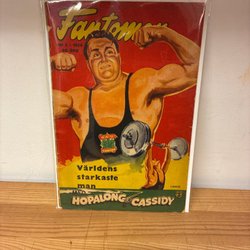 Fantomen
Världens
starkaste
man
HOPALONG CASSIDY